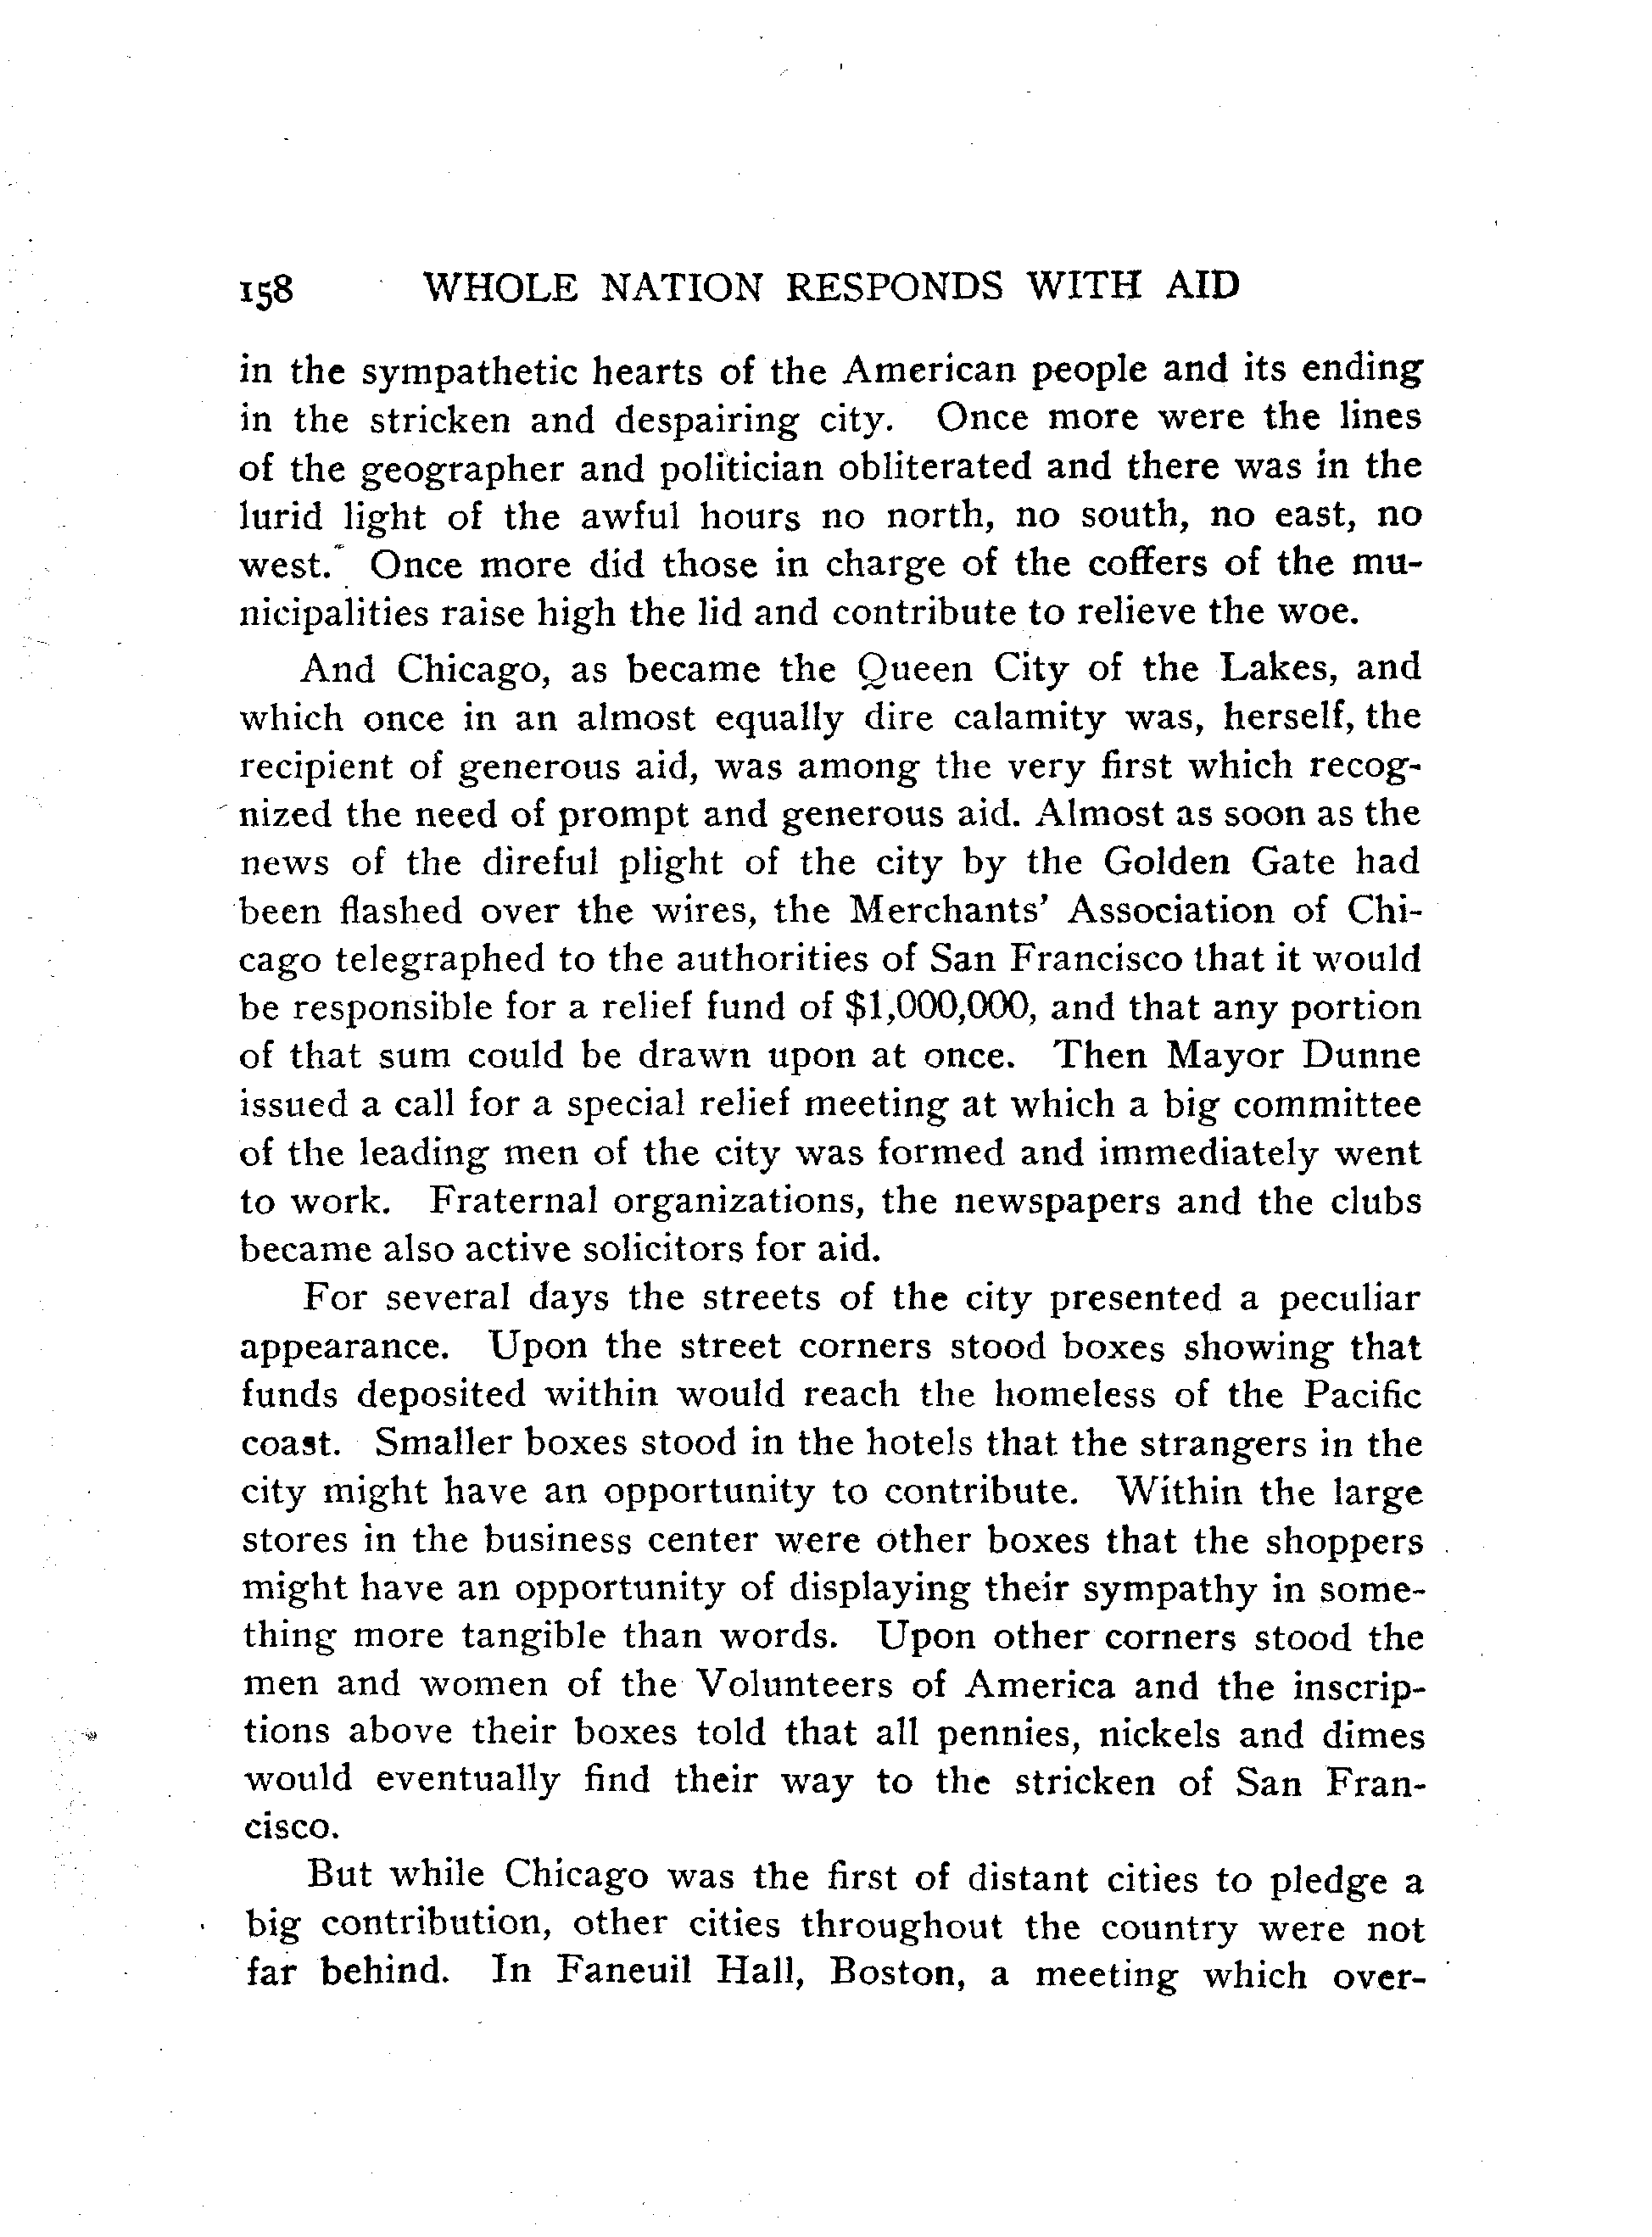 158 WHOLE NATION RESPONDS WITH AID
in the sympathetic hearts of the American people and its ending
in the stricken and despairing city. Once more were the lines
of the geographer and politician obliterated and there was in the
lurid light of the awful hours no north, no south, no east, no
west. Once more did those in charge of the coffers of the mu-
nicipalities raise high the lid and contribute to relieve the woe.
And Chicago, as became the Queen City of the Lakes, and
which once in an almost equally dire calamity was, herself, the
recipient of generous aid, was among the very first which recog-
nized the need of prompt and generous aid. Almost as soon as the
news of the direful plight of the city by the Golden Gate had
been flashed over the wires, the Merchants' Association of Chi-
cago telegraphed to the authorities of San Francisco that it would
be responsible for a relief fund of $1,000,000, and that any portion
of that sum could be drawn upon at once. Then Mayor Dunne
issued a call for a special relief meeting at which a big committee
of the leading men of the city was formed and immediately went
to work. Fraternal organizations, the newspapers and the clubs
became also active solicitors for aid.
For several days the streets of the city presented a peculiar
appearance. Upon the street corners stood boxes showing that
funds deposited within would reach the homeless of the Pacific
coast. Smaller boxes stood in the hotels that the strangers in the
city might have an opportunity to contribute. Within the large
stores in the business center were other boxes that the shoppers
might have an opportunity of displaying their sympathy in some-
thing more tangible than words. Upon other corners stood the
men and women of the Volunteers of America and the inscrip-
tions above their boxes told that all pennies, nickels and dimes
would eventually find their way to the stricken of San Fran-
cisco.
But while Chicago was the first of distant cities to pledge a
big contribution, other cities throughout the country were not
far behind. In Faneuil Hall, Boston, a meeting which over-